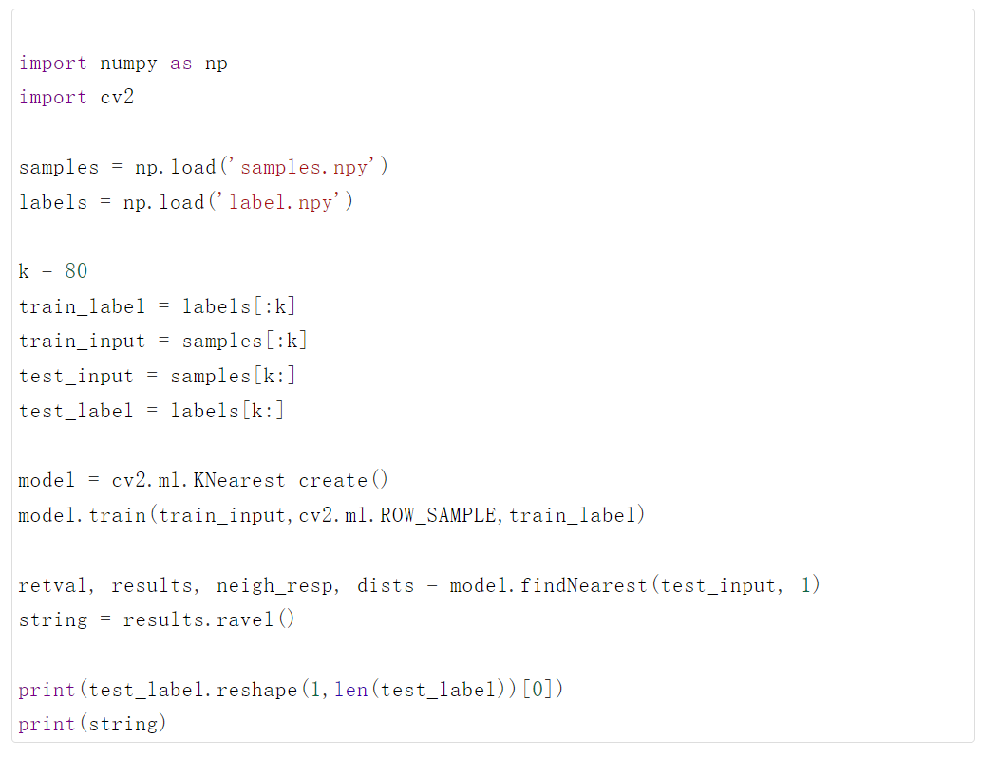 import numpy as np
import cv2
samples = np.load('samples.npy')
labels = np.load('label.npy')
k = 80
train_label = labels[:k]
train_input = samples[:k]
test_input = samples[k:]
test_label = labels[k:]
model = cv2.ml.KNearest_create()
model.train(train_input,cv2.ml.ROW_SAMPLE,train_label)
retval, results, neigh_resp, dists = model.findNearest(test_input, 1)
string = results.ravel()
print(test_label.reshape(1,len(test_label))[0])
print(string)